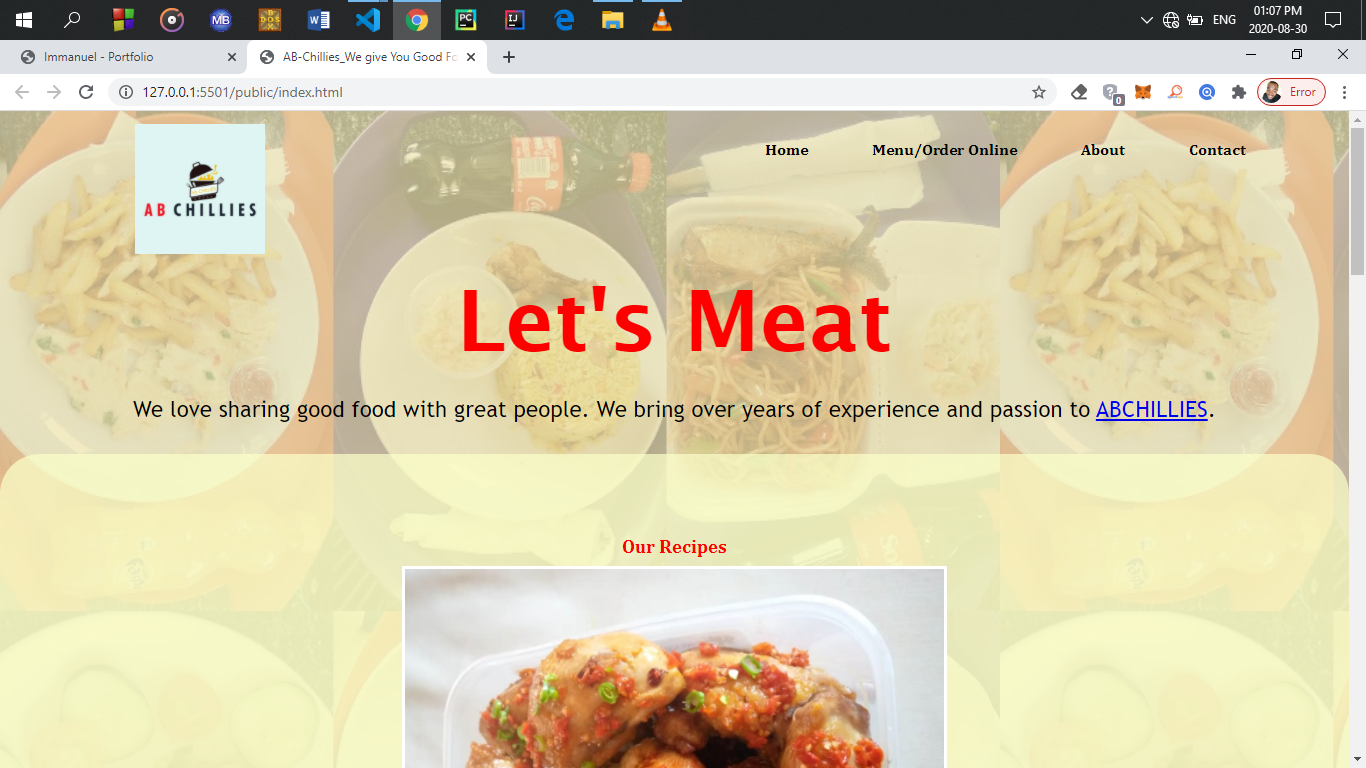 01:07 PM
ENG
2020-08-30
Immanuel - Portfolio
AB-Chillies_We give You Good Fo
127.0.0.1:5501/public/index.html
0
Error
Home
Menu/Order Online
About
Contact
AB CHILLIES
Let's Meat
We love sharing good food with great people. We bring over years of experience and passion to ABCHILLIES.
Our Recipes